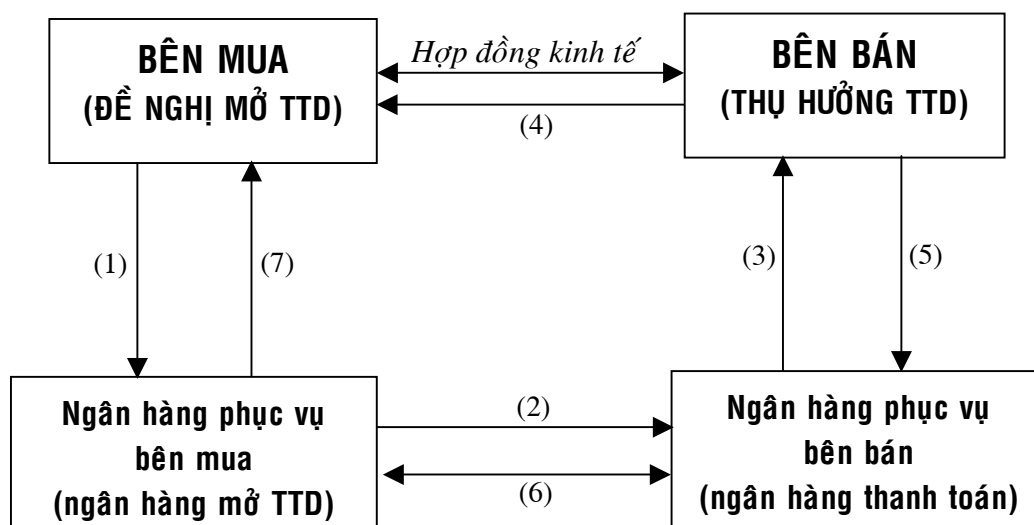 BÊN MUA
(ĐỀ NGHỊ MỞ TTD)
Hợp đồng kinh tế
BÊN BÁN
(THỤ HƯỞNG TTD)
(4)
(1)
(7)
(3)
(5)
Ngân hàng phục vụ
bên mua
(ngân hàng mở TTD)
(2)
(6)
Ngân hàng phục vụ
bên bán
(ngân hàng thanh toán)